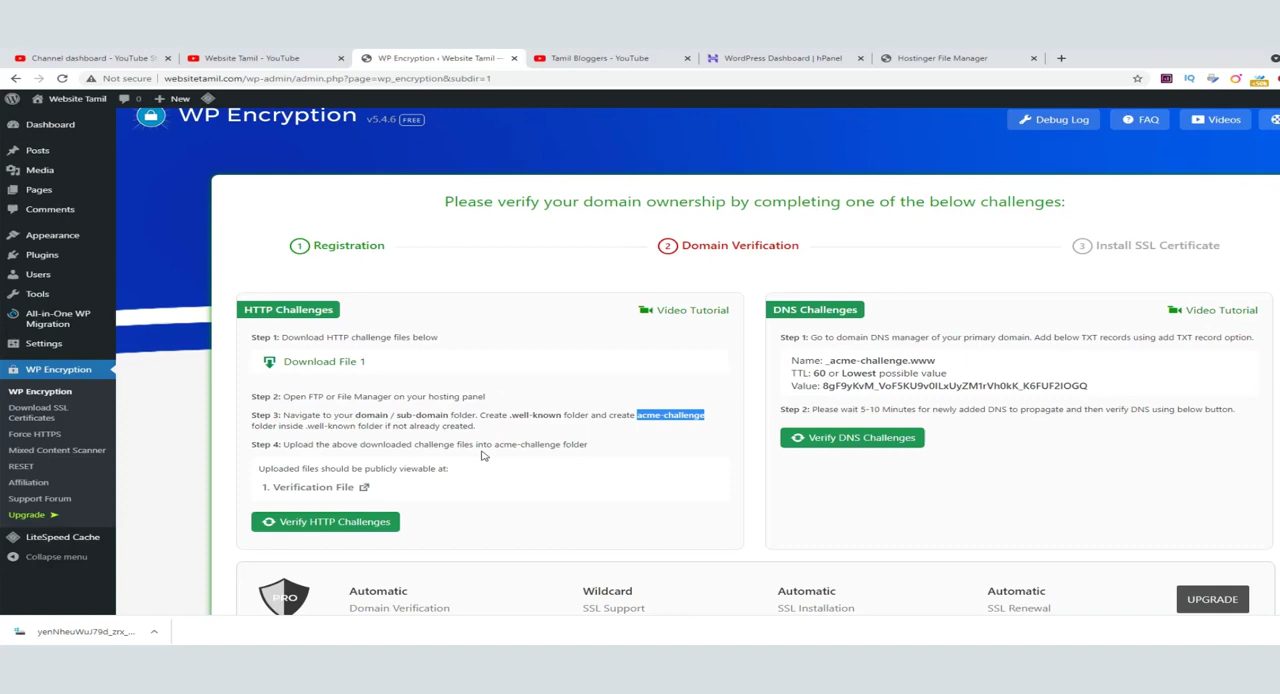 Channel dashboard - YouTube St
Website Tamil - YouTube
WP Encryption ‹ Website Tamil —
Tamil Bloggers - YouTube
WordPress Dashboard | hPanel
Hostinger File Manager
Not secure | websitetamil.com/wp-admin/admin.php?page=wp_encryption&subdir=1
Website Tamil 0 + New
Dashboard
Posts
Media
Pages
Comments
Appearance
Plugins
Users
Tools
All-in-One WP
Migration
Settings
WP Encryption
WP Encryption
Download SSL
Certificates
Force HTTPS
Mixed Content Scanner
RESET
Affiliation
Support Forum
Upgrade ➤
LiteSpeed Cache
Collapse menu
WP Encryption v5.4.6 FREE
Debug Log
FAQ
Videos
Please verify your domain ownership by completing one of the below challenges:
1 Registration
2 Domain Verification
3 Install SSL Certificate
HTTP Challenges
Video Tutorial
Step 1: Download HTTP challenge files below
Download File 1
Step 2: Open FTP or File Manager on your hosting panel
Step 3: Navigate to your domain / sub-domain folder. Create .well-known folder and create acme-challenge
folder inside .well-known folder if not already created.
Step 4: Upload the above downloaded challenge files into acme-challenge folder
Uploaded files should be publicly viewable at:
1. Verification File
Verify HTTP Challenges
DNS Challenges
Video Tutorial
Step 1: Go to domain DNS manager of your primary domain. Add below TXT records using add TXT record option.
Name: _acme-challenge.www
TTL: 60 or Lowest possible value
Value: 8gF9yKvM_VoF5KU9v0ILxUyZM1rVh0kK_K6FUF2IOGQ
Step 2: Please wait 5-10 Minutes for newly added DNS to propagate and then verify DNS using below button.
Verify DNS Challenges
PRO
Automatic
Domain Verification
Wildcard
SSL Support
Automatic
SSL Installation
Automatic
SSL Renewal
UPGRADE
yenNheuWuJ79d_zrx_...